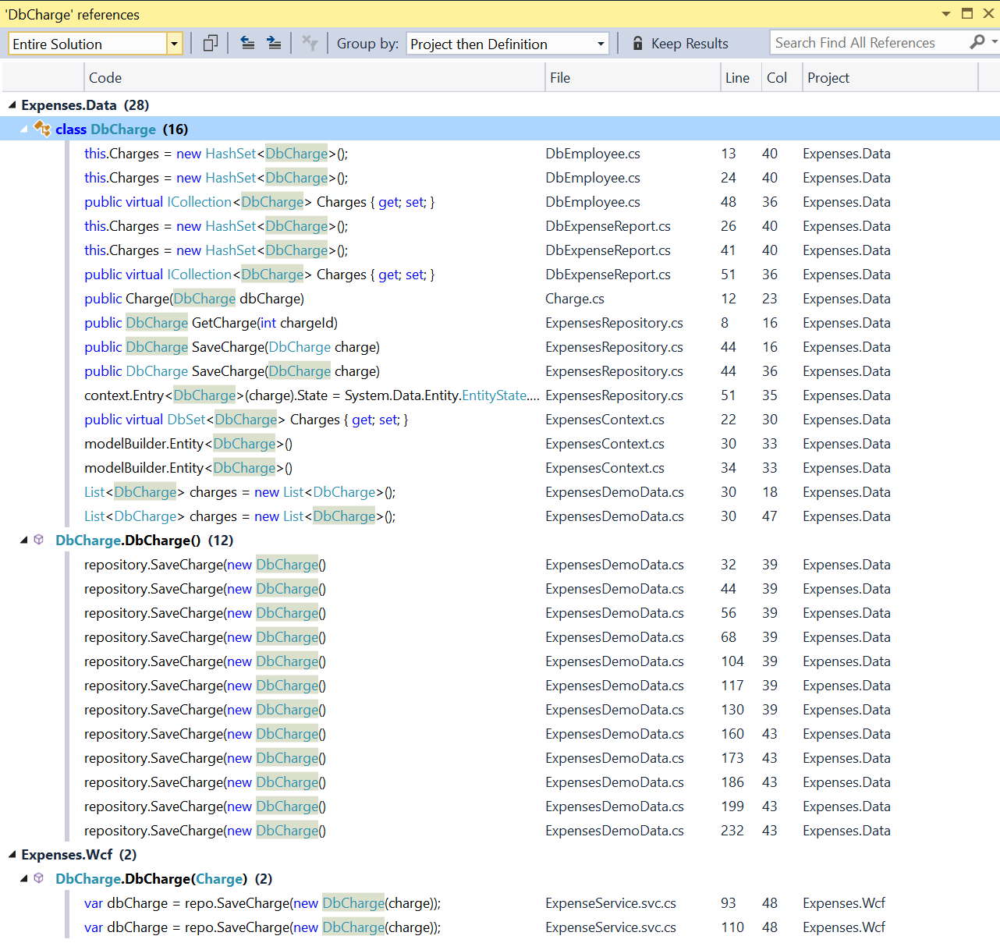 'DbCharge' references
Entire Solution Group by: Project then Definition Keep Results Search Find All References
Code File Line Col Project
Expenses.Data (28)
class DbCharge (16)
this.Charges = new HashSet<DbCharge>(); DbEmployee.cs 13 40 Expenses.Data
this.Charges = new HashSet<DbCharge>(); DbEmployee.cs 24 40 Expenses.Data
public virtual ICollection<DbCharge> Charges { get; set; } DbEmployee.cs 48 36 Expenses.Data
this.Charges = new HashSet<DbCharge>(); DbExpenseReport.cs 26 40 Expenses.Data
this.Charges = new HashSet<DbCharge>(); DbExpenseReport.cs 41 40 Expenses.Data
public virtual ICollection<DbCharge> Charges { get; set; } DbExpenseReport.cs 51 36 Expenses.Data
public Charge(DbCharge dbCharge) Charge.cs 12 23 Expenses.Data
public DbCharge GetCharge(int chargeId) ExpensesRepository.cs 8 16 Expenses.Data
public DbCharge SaveCharge(DbCharge charge) ExpensesRepository.cs 44 16 Expenses.Data
public DbCharge SaveCharge(DbCharge charge) ExpensesRepository.cs 44 36 Expenses.Data
context.Entry<DbCharge>(charge).State = System.Data.Entity.EntityState.... ExpensesRepository.cs 51 35 Expenses.Data
public virtual DbSet<DbCharge> Charges { get; set; } ExpensesContext.cs 22 30 Expenses.Data
modelBuilder.Entity<DbCharge>() ExpensesContext.cs 30 33 Expenses.Data
modelBuilder.Entity<DbCharge>() ExpensesContext.cs 34 33 Expenses.Data
List<DbCharge> charges = new List<DbCharge>(); ExpensesDemoData.cs 30 18 Expenses.Data
List<DbCharge> charges = new List<DbCharge>(); ExpensesDemoData.cs 30 47 Expenses.Data
DbCharge.DbCharge() (12)
repository.SaveCharge(new DbCharge() ExpensesDemoData.cs 32 39 Expenses.Data
repository.SaveCharge(new DbCharge() ExpensesDemoData.cs 44 39 Expenses.Data
repository.SaveCharge(new DbCharge() ExpensesDemoData.cs 56 39 Expenses.Data
repository.SaveCharge(new DbCharge() ExpensesDemoData.cs 68 39 Expenses.Data
repository.SaveCharge(new DbCharge() ExpensesDemoData.cs 104 39 Expenses.Data
repository.SaveCharge(new DbCharge() ExpensesDemoData.cs 117 39 Expenses.Data
repository.SaveCharge(new DbCharge() ExpensesDemoData.cs 130 39 Expenses.Data
repository.SaveCharge(new DbCharge() ExpensesDemoData.cs 160 43 Expenses.Data
repository.SaveCharge(new DbCharge() ExpensesDemoData.cs 173 43 Expenses.Data
repository.SaveCharge(new DbCharge() ExpensesDemoData.cs 186 43 Expenses.Data
repository.SaveCharge(new DbCharge() ExpensesDemoData.cs 199 43 Expenses.Data
repository.SaveCharge(new DbCharge() ExpensesDemoData.cs 232 43 Expenses.Data
Expenses.Wcf (2)
DbCharge.DbCharge(Charge) (2)
var dbCharge = repo.SaveCharge(new DbCharge(charge)); ExpenseService.svc.cs 93 48 Expenses.Wcf
var dbCharge = repo.SaveCharge(new DbCharge(charge)); ExpenseService.svc.cs 110 48 Expenses.Wcf